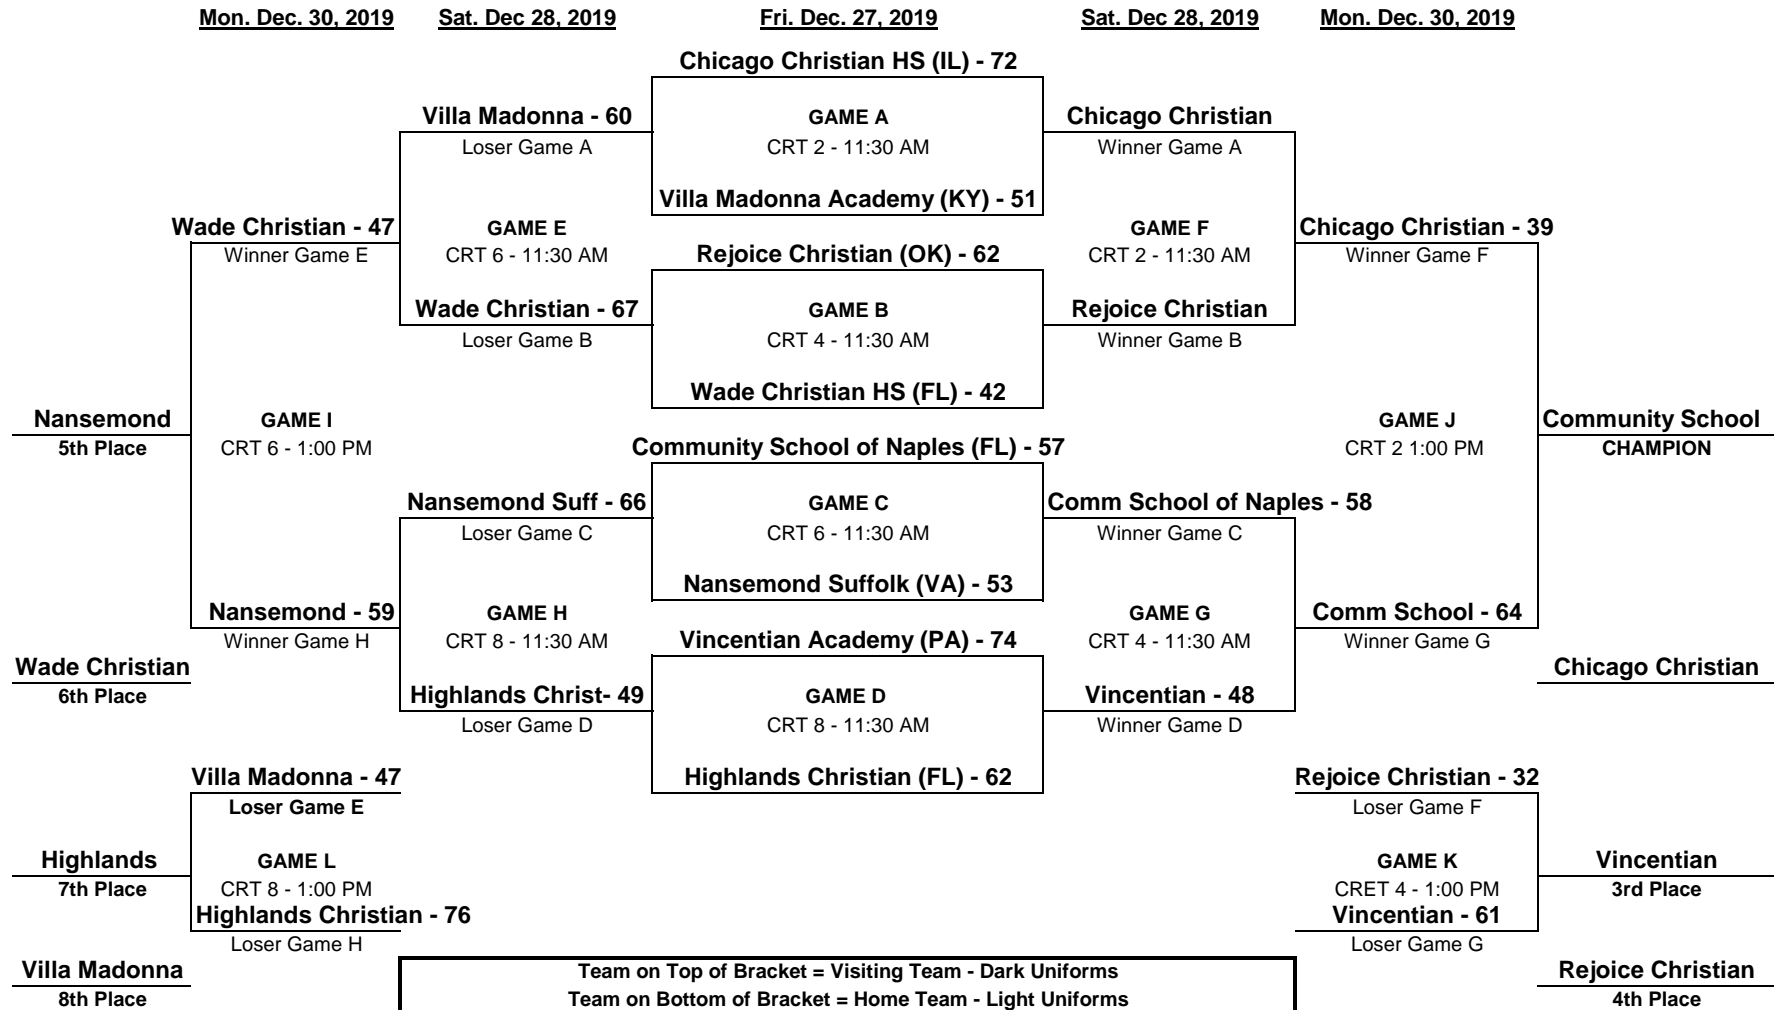 Mon. Dec. 30, 2019 Sat. Dec 28, 2019 Fri. Dec. 27, 2019 Sat. Dec 28, 2019 Mon. Dec. 30, 2019
Chicago Christian HS (IL) - 72
Villa Madonna - 60 GAME A Chicago Christian
Loser Game A CRT 2 - 11:30 AM Winner Game A
Villa Madonna Academy (KY) - 51
Wade Christian - 47 GAME E GAME F Chicago Christian - 39
Winner Game E CRT 6 - 11:30 AM Rejoice Christian (OK) - 62 CRT 2 - 11:30 AM Winner Game F
Wade Christian - 67 GAME B Rejoice Christian
Loser Game B CRT 4 - 11:30 AM Winner Game B
Wade Christian HS (FL) - 42
Nansemond GAME I GAME J Community School
5th Place CRT 6 - 1:00 PM Community School of Naples (FL) - 57 CRT 2 1:00 PM CHAMPION
Nansemond Suff - 66 GAME C Comm School of Naples - 58
Loser Game C CRT 6 - 11:30 AM Winner Game C
Nansemond Suffolk (VA) - 53
Nansemond - 59 GAME H GAME G Comm School - 64
Winner Game H CRT 8 - 11:30 AM Vincentian Academy (PA) - 74 CRT 4 - 11:30 AM Winner Game G
Wade Christian Chicago Christian
6th Place Highlands Christ- 49 GAME D Vincentian - 48
Loser Game D CRT 8 - 11:30 AM Winner Game D
Villa Madonna - 47 Highlands Christian (FL) - 62 Rejoice Christian - 32
Loser Game E Loser Game F
Highlands GAME L GAME K Vincentian
7th Place CRT 8 - 1:00 PM CRET 4 - 1:00 PM 3rd Place
Highlands Christian - 76 Vincentian - 61
Loser Game H Loser Game G
Villa Madonna Team on Top of Bracket = Visiting Team - Dark Uniforms Rejoice Christian
8th Place Team on Bottom of Bracket = Home Team - Light Uniforms 4th Place